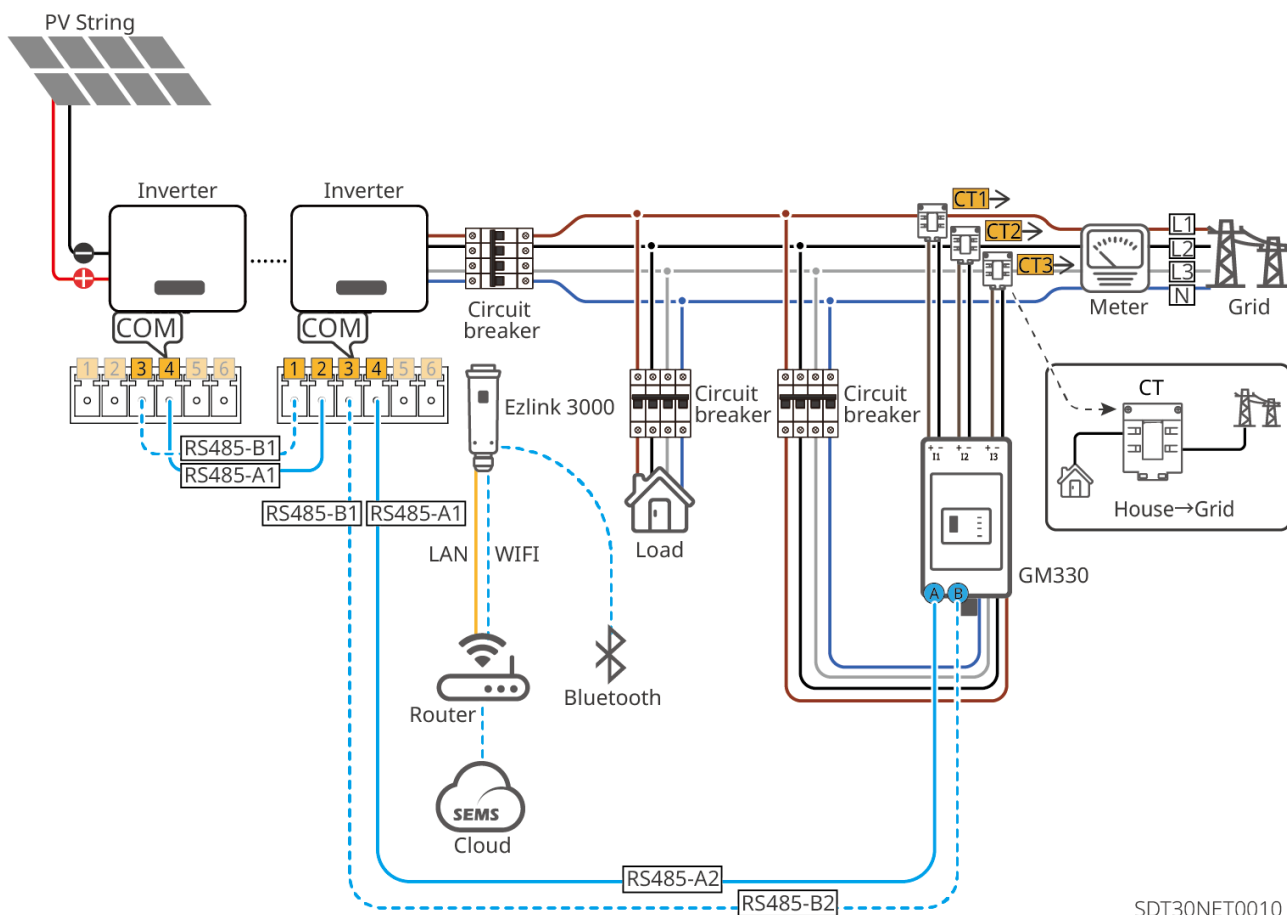 PV String
Inverter
Inverter
CT1
CT2
CT3
L1
L2
L3
N
COM
COM
Circuit
breaker
Meter
Grid
1 2 3 4 5 6
1 2 3 4 5 6
Ezlink 3000
Circuit
breaker
Circuit
breaker
CT
RS485-B1
RS485-A1
+ - + - + -
I1 I2 I3
House→Grid
RS485-B1
RS485-A1
LAN
WIFI
Load
GM330
A B
Router
Bluetooth
SEMS
Cloud
RS485-A2
RS485-B2
SDT30NET0010